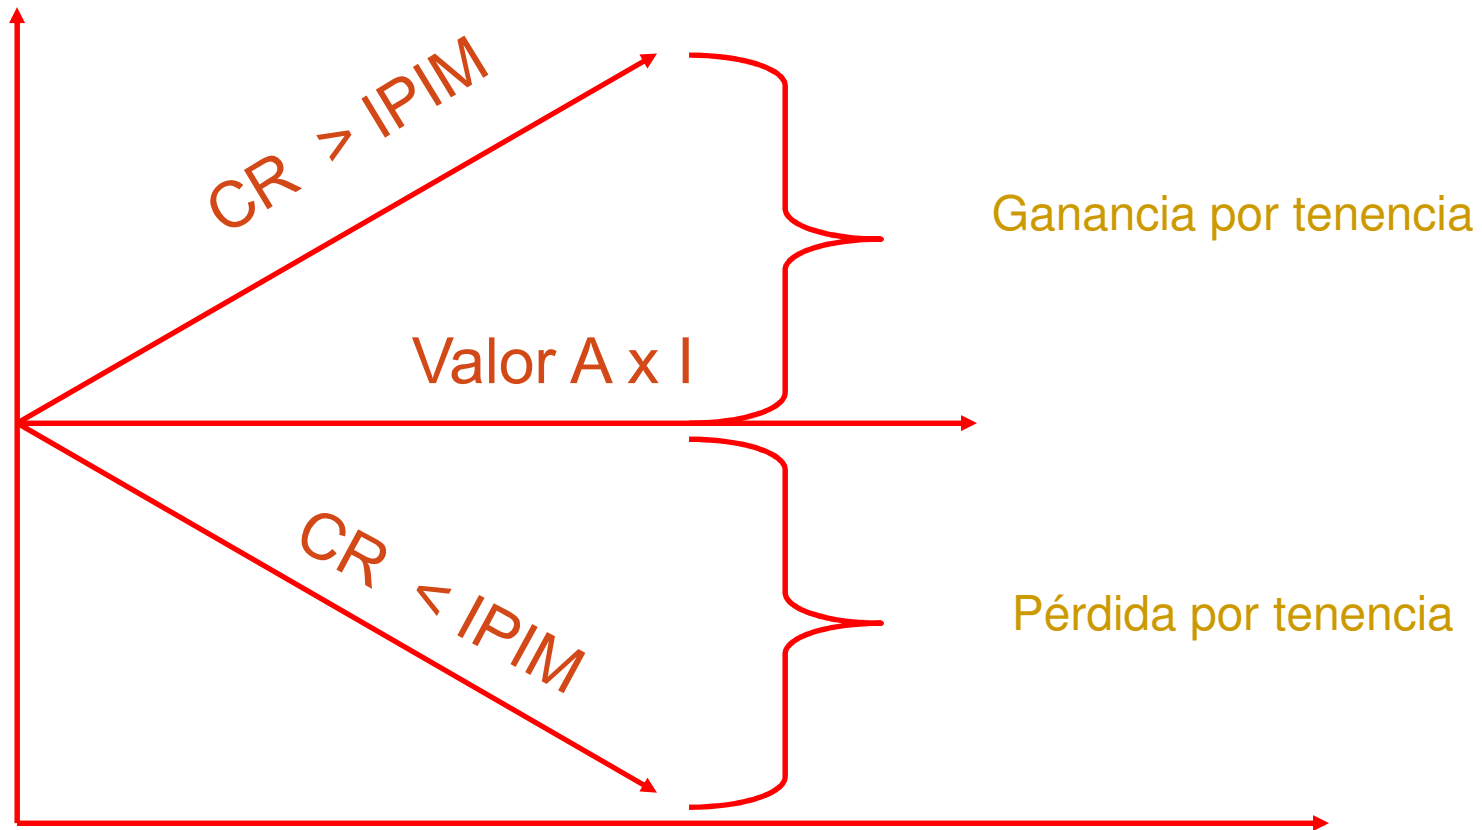 CR > IPIM
Ganancia por tenencia
Valor A x I
CR < IPIM
Pérdida por tenencia